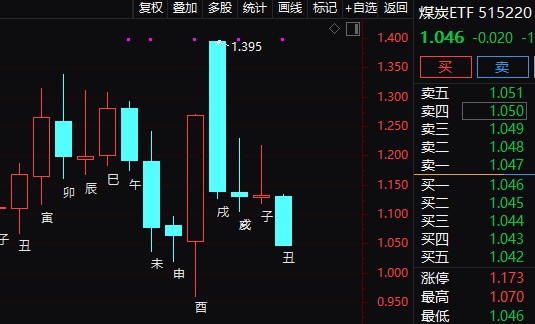 复权 叠加 多股 统计 画线 标记 +自选 返回
煤炭ETF 515220
1.046 -0.020 -1
买 卖
卖五 1.051
卖四 1.050
卖三 1.049
卖二 1.048
卖一 1.047
买一 1.046
买二 1.045
买三 1.044
买四 1.043
买五 1.042
涨停 1.173
最高 1.070
最低 1.046
1.400
1.350
1.300
1.250
1.200
1.150
1.100
1.050
1.000
0.950
1.395
子
丑
寅
卯
辰
巳
午
未
申
酉
戌
子
丑